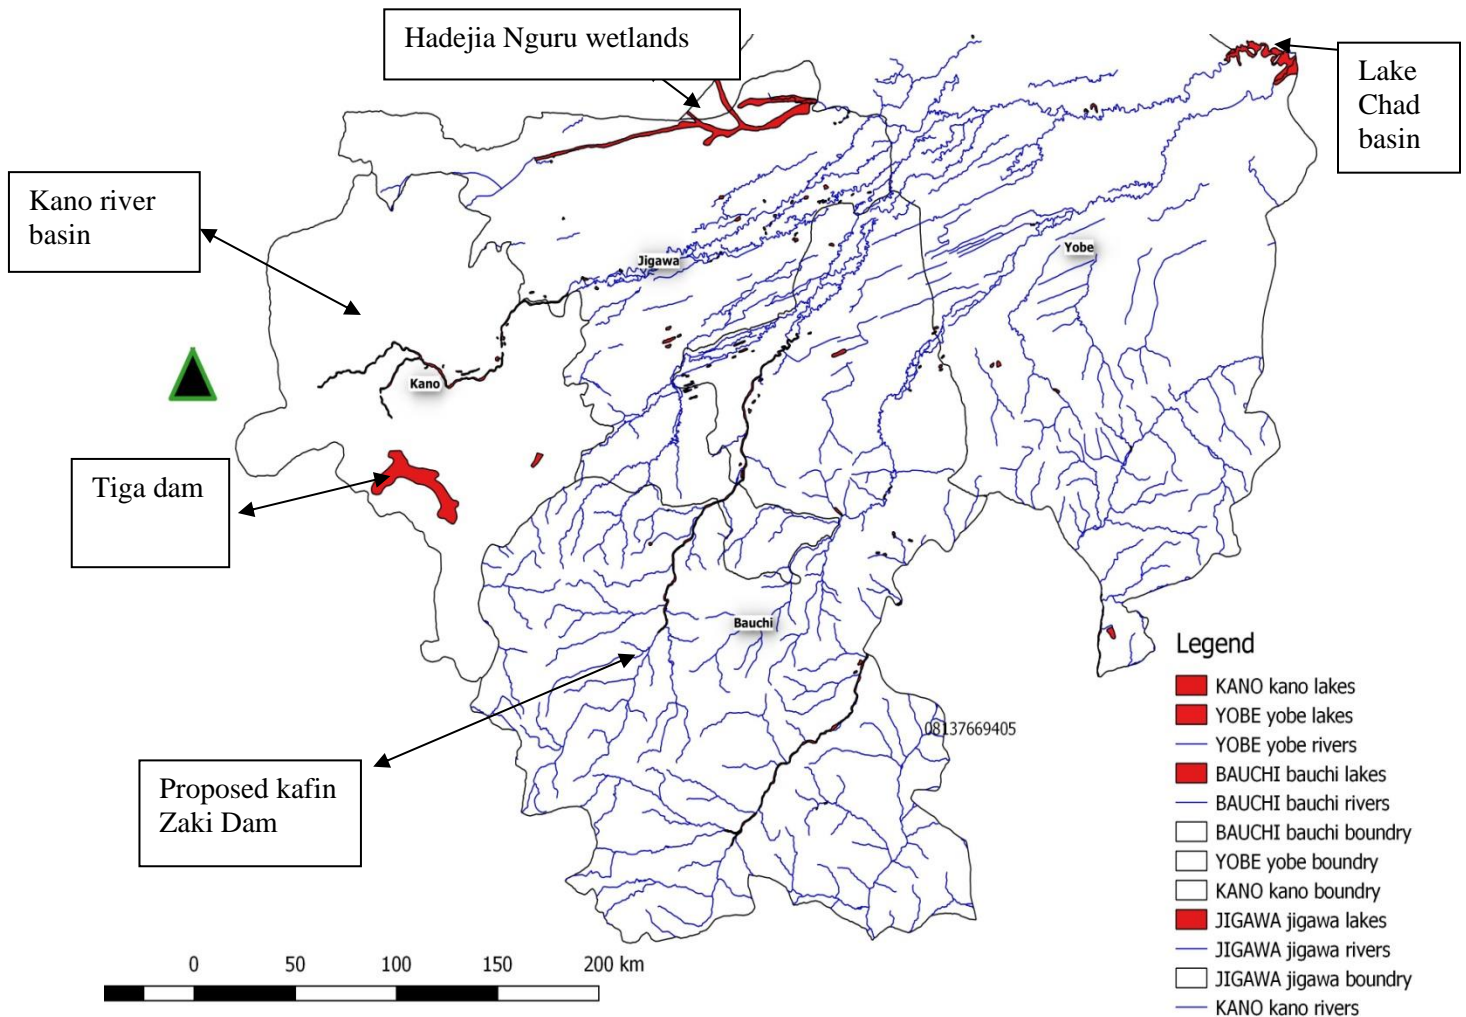 Hadejia Nguru wetlands
Lake
Chad
basin
Kano river
basin
Jigawa
Yobe
Kano
Tiga dam
Bauchi
08137669405
Proposed kafin
Zaki Dam
Legend
KANO kano lakes
YOBE yobe lakes
YOBE yobe rivers
BAUCHI bauchi lakes
BAUCHI bauchi rivers
BAUCHI bauchi boundry
YOBE yobe boundry
KANO kano boundry
JIGAWA jigawa lakes
JIGAWA jigawa rivers
JIGAWA jigawa boundry
KANO kano rivers
0 50 100 150 200 km